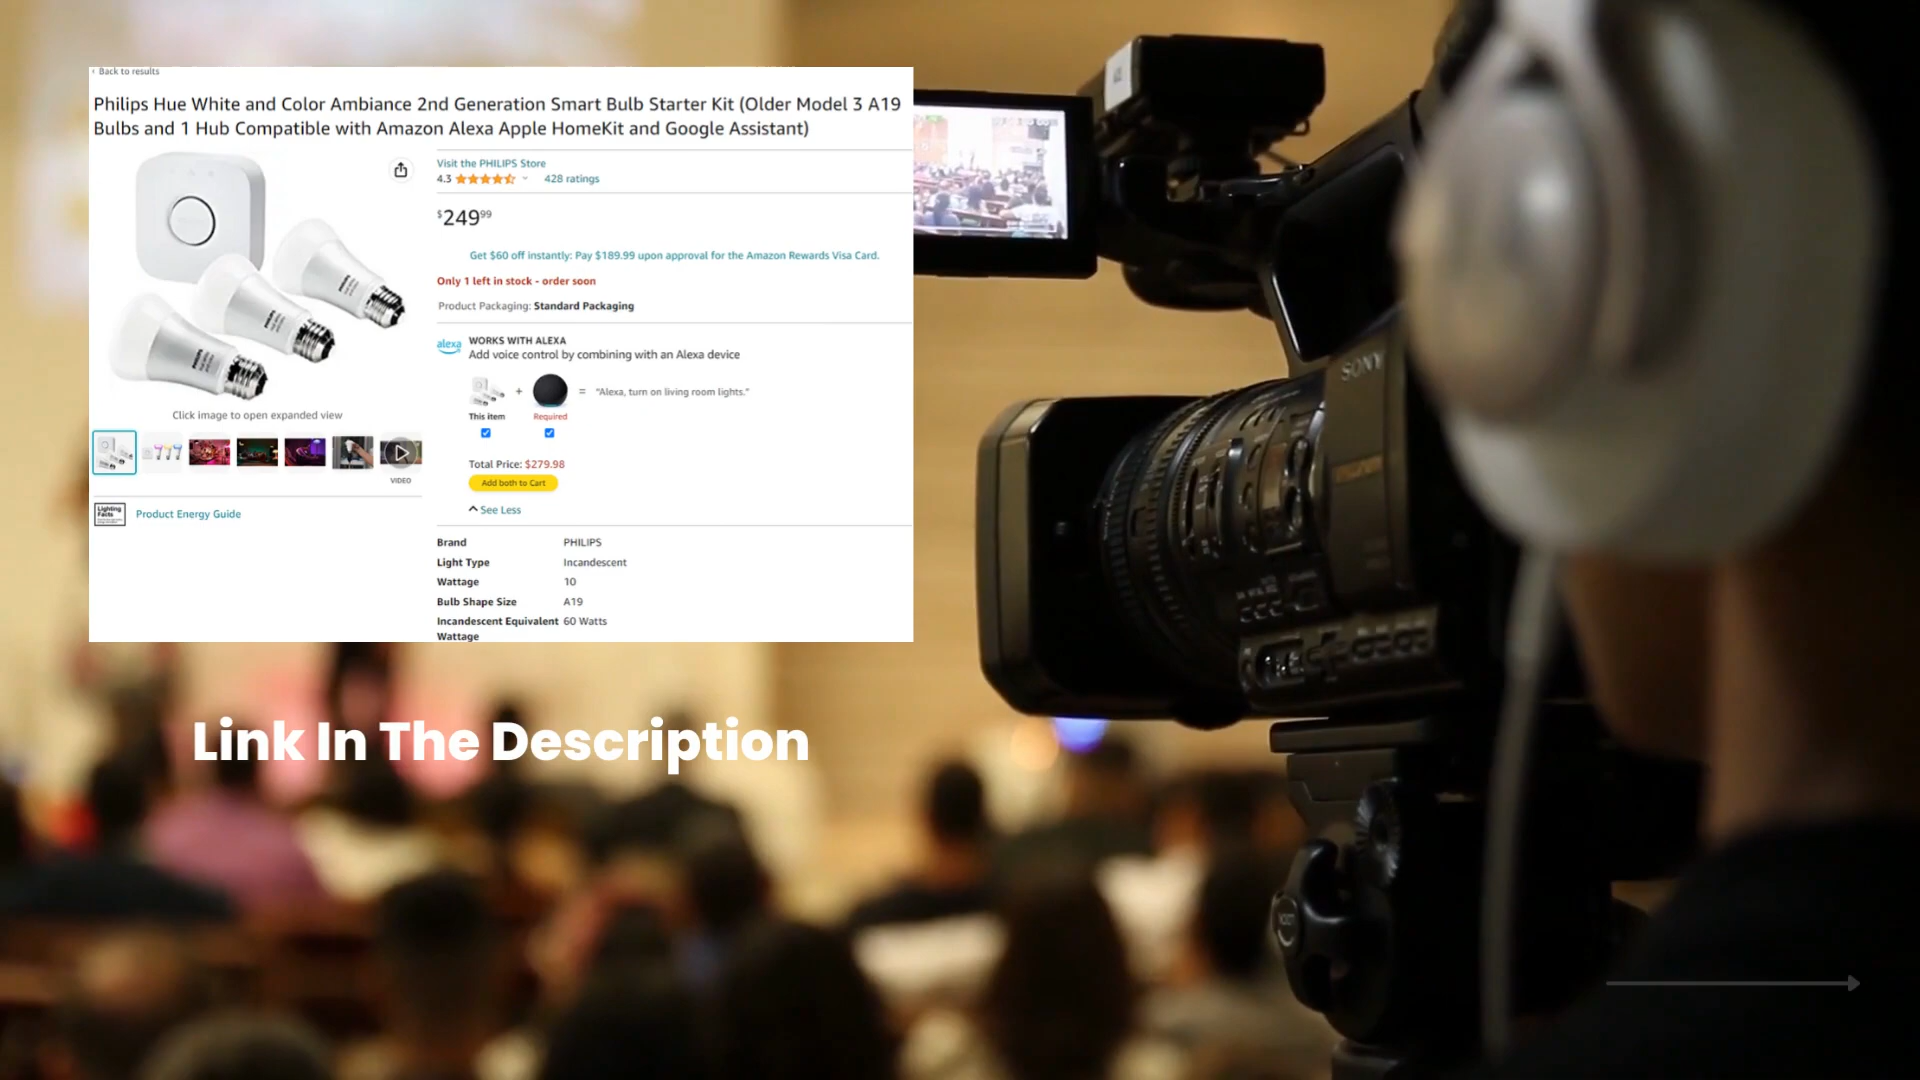 ‹ Back to results
Philips Hue White and Color Ambiance 2nd Generation Smart Bulb Starter Kit (Older Model 3 A19
Bulbs and 1 Hub Compatible with Amazon Alexa Apple HomeKit and Google Assistant)
Visit the PHILIPS Store
4.3 428 ratings
$249.99
Get $60 off instantly: Pay $189.99 upon approval for the Amazon Rewards Visa Card.
Only 1 left in stock - order soon
Product Packaging: Standard Packaging
alexa WORKS WITH ALEXA
Add voice control by combining with an Alexa device
+ = "Alexa, turn on living room lights."
This item Required
Total Price: $279.98
Add both to Cart
See Less
Click image to open expanded view
VIDEO
Lighting
Facts
Product Energy Guide
Brand PHILIPS
Light Type Incandescent
Wattage 10
Bulb Shape Size A19
Incandescent Equivalent 60 Watts
Wattage
SONY
Link In The Description